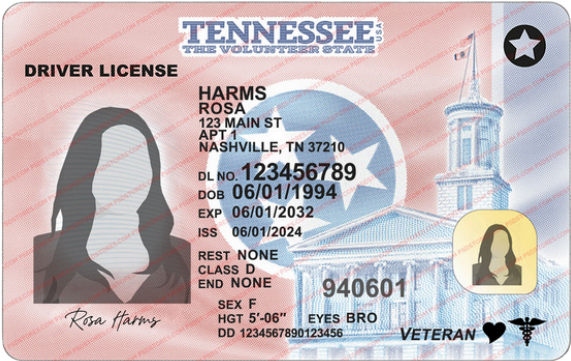 TENNESSEE USA
THE VOLUNTEER STATE
DRIVER LICENSE
HARMS
ROSA
123 MAIN ST
APT 1
NASHVILLE, TN 37210
DL NO. 123456789
DOB 06/01/1994
EXP 06/01/2032
ISS 06/01/2024
REST NONE
CLASS D
END NONE
940601
SEX F
HGT 5'-06" EYES BRO
DD 1234567890123456
Rosa Harms
VETERAN